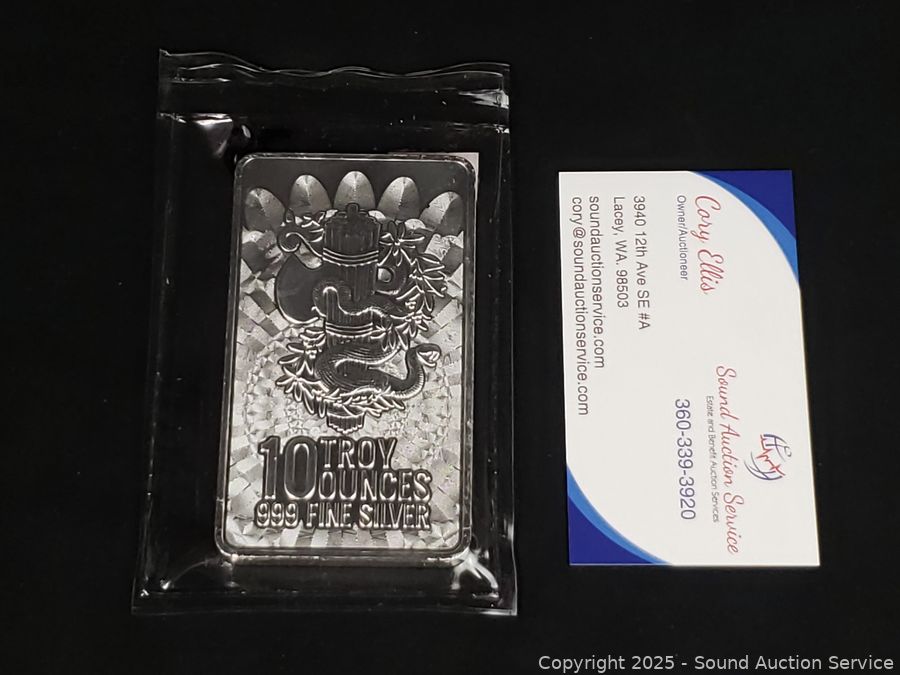 10 TROY
OUNCES
999 FINE SILVER
Cory Ellis
Owner/Auctioneer
3940 12th Ave SE #A
Lacey, WA. 98503
soundauctionservice.com
cory@soundauctionservice.com
Sound Auction Service
Estate and Benefit Auction Services
360-339-3920
Copyright 2025 - Sound Auction Service